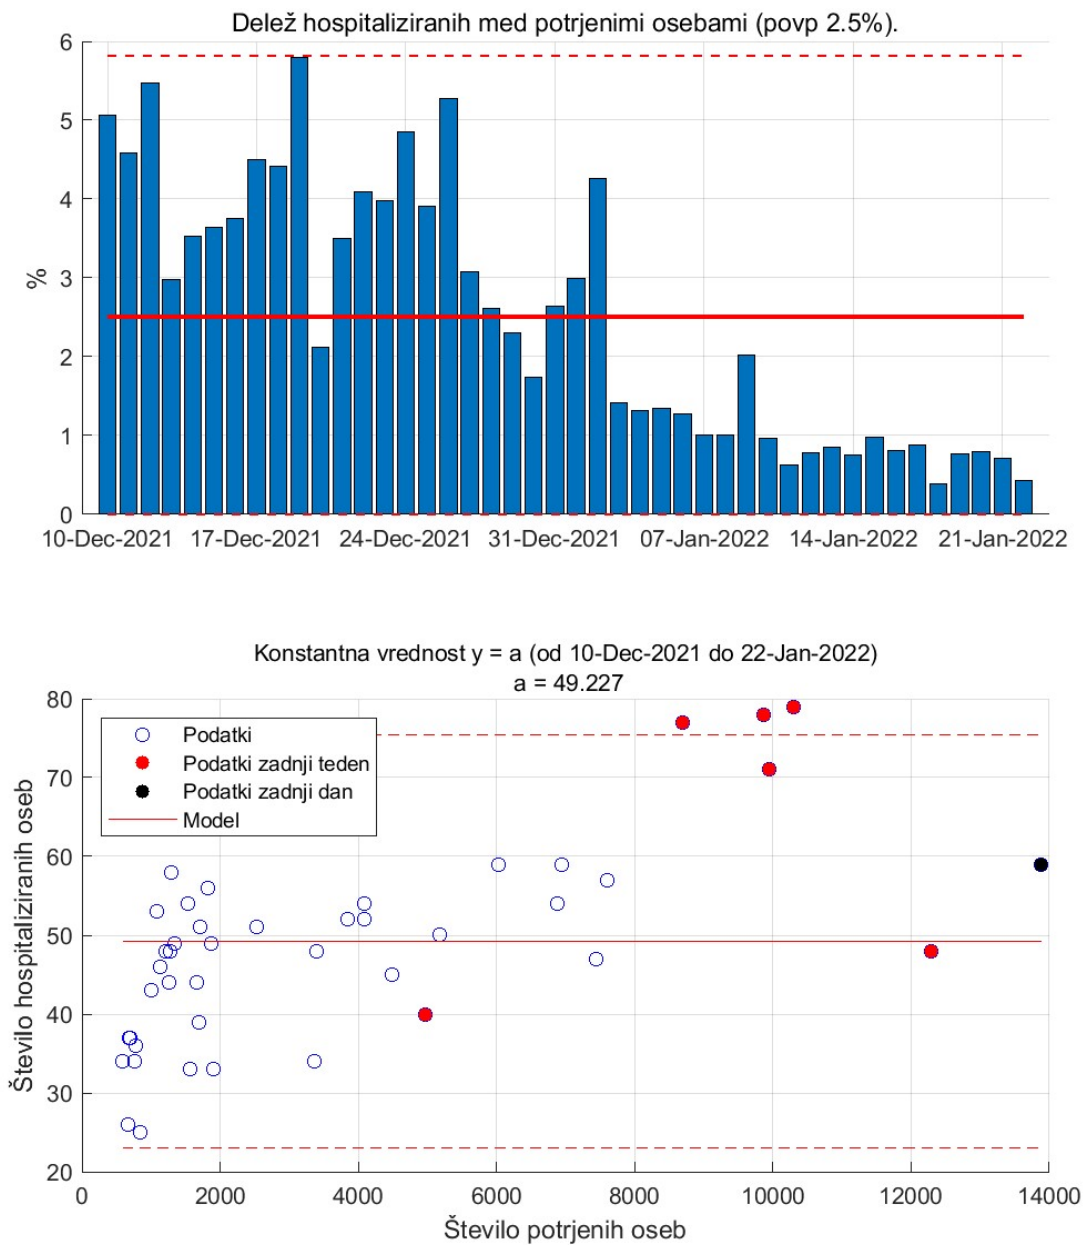 Delež hospitaliziranih med potrjenimi osebami (povp 2.5%).
6
5
4
3
2
1
0
%
10-Dec-2021 17-Dec-2021 24-Dec-2021 31-Dec-2021 07-Jan-2022 14-Jan-2022 21-Jan-2022
Konstantna vrednost y = a (od 10-Dec-2021 do 22-Jan-2022)
a = 49.227
80
70
60
50
40
30
20
Število hospitaliziranih oseb
Podatki
Podatki zadnji teden
Podatki zadnji dan
Model
0 2000 4000 6000 8000 10000 12000 14000
Število potrjenih oseb